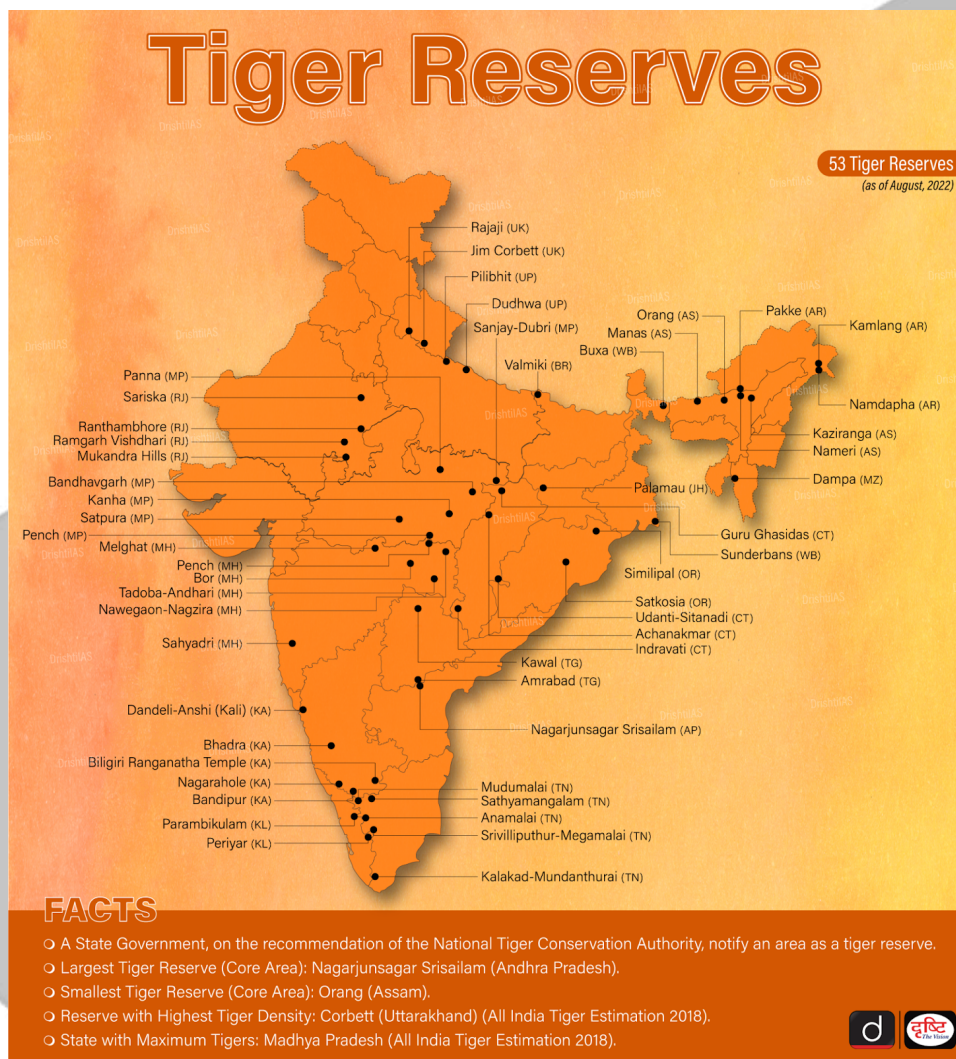 Tiger Reserves
53 Tiger Reserves
(as of August, 2022)
Rajaji (UK)
Jim Corbett (UK)
Pilibhit (UP)
Dudhwa (UP)
Sanjay-Dubri (MP)
Valmiki (BR)
Buxa (WB)
Manas (AS)
Orang (AS)
Pakke (AR)
Kamlang (AR)
Namdapha (AR)
Kaziranga (AS)
Nameri (AS)
Dampa (MZ)
Panna (MP)
Sariska (RJ)
Ranthambhore (RJ)
Ramgarh Vishdhari (RJ)
Mukandra Hills (RJ)
Bandhavgarh (MP)
Kanha (MP)
Satpura (MP)
Pench (MP)
Melghat (MH)
Pench (MH)
Bor (MH)
Tadoba-Andhari (MH)
Nawegaon-Nagzira (MH)
Sahyadri (MH)
Palamau (JH)
Guru Ghasidas (CT)
Sunderbans (WB)
Similipal (OR)
Satkosia (OR)
Udanti-Sitanadi (CT)
Achanakmar (CT)
Indravati (CT)
Kawal (TG)
Amrabad (TG)
Nagarjunsagar Srisailam (AP)
Dandeli-Anshi (Kali) (KA)
Bhadra (KA)
Biligiri Ranganatha Temple (KA)
Nagarahole (KA)
Bandipur (KA)
Parambikulam (KL)
Periyar (KL)
Mudumalai (TN)
Sathyamangalam (TN)
Anamalai (TN)
Srivilliputhur-Megamalai (TN)
Kalakad-Mundanthurai (TN)
FACTS
A State Government, on the recommendation of the National Tiger Conservation Authority, notify an area as a tiger reserve.
Largest Tiger Reserve (Core Area): Nagarjunsagar Srisailam (Andhra Pradesh).
Smallest Tiger Reserve (Core Area): Orang (Assam).
Reserve with Highest Tiger Density: Corbett (Uttarakhand) (All India Tiger Estimation 2018).
State with Maximum Tigers: Madhya Pradesh (All India Tiger Estimation 2018).
d
दृष्टि
The Vision
DrishtiIAS